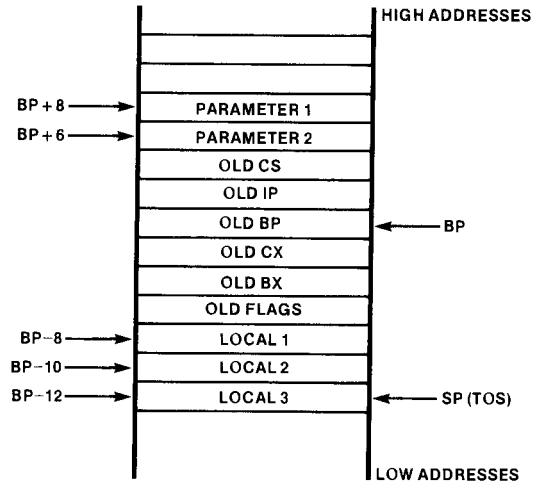 HIGH ADDRESSES
BP+8 PARAMETER 1
BP+6 PARAMETER 2
OLD CS
OLD IP
OLD BP BP
OLD CX
OLD BX
OLD FLAGS
BP−8 LOCAL 1
BP−10 LOCAL 2
BP−12 LOCAL 3 SP (TOS)
LOW ADDRESSES